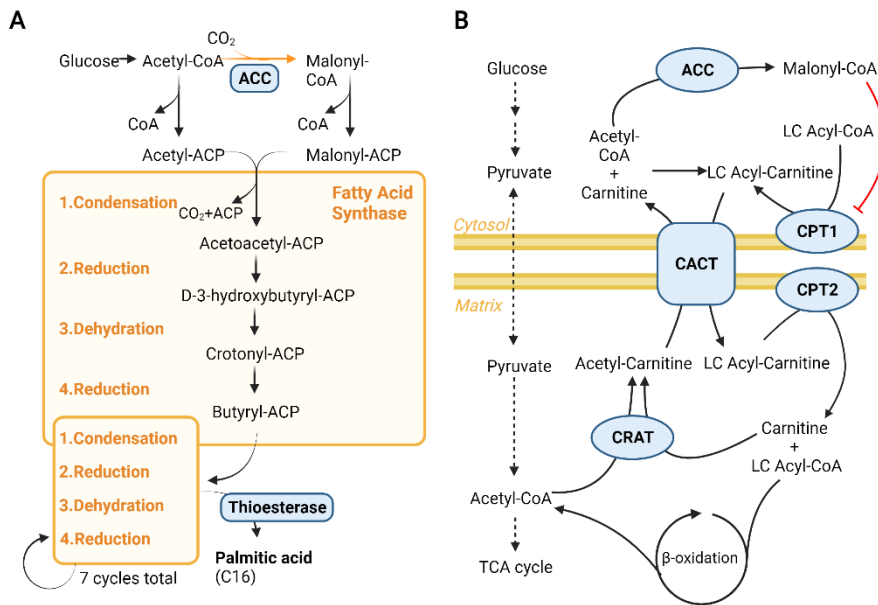 A
CO2
Glucose
Acetyl-CoA
Malonyl-
CoA
ACC
CoA
CoA
Acetyl-ACP
Malonyl-ACP
Fatty Acid
Synthase
1.Condensation
CO2+ACP
Acetoacetyl-ACP
2.Reduction
D-3-hydroxybutyryl-ACP
3.Dehydration
Crotonyl-ACP
4.Reduction
Butyryl-ACP
1.Condensation
2.Reduction
3.Dehydration
4.Reduction
Thioesterase
Palmitic acid
(C16)
7 cycles total
B
Glucose
ACC
Malonyl-CoA
Acetyl-
CoA
+
Carnitine
LC Acyl-CoA
Pyruvate
LC Acyl-Carnitine
Cytosol
CPT1
CACT
Matrix
CPT2
Pyruvate
Acetyl-Carnitine
LC Acyl-Carnitine
CRAT
Carnitine
+
LC Acyl-CoA
Acetyl-CoA
β-oxidation
TCA cycle